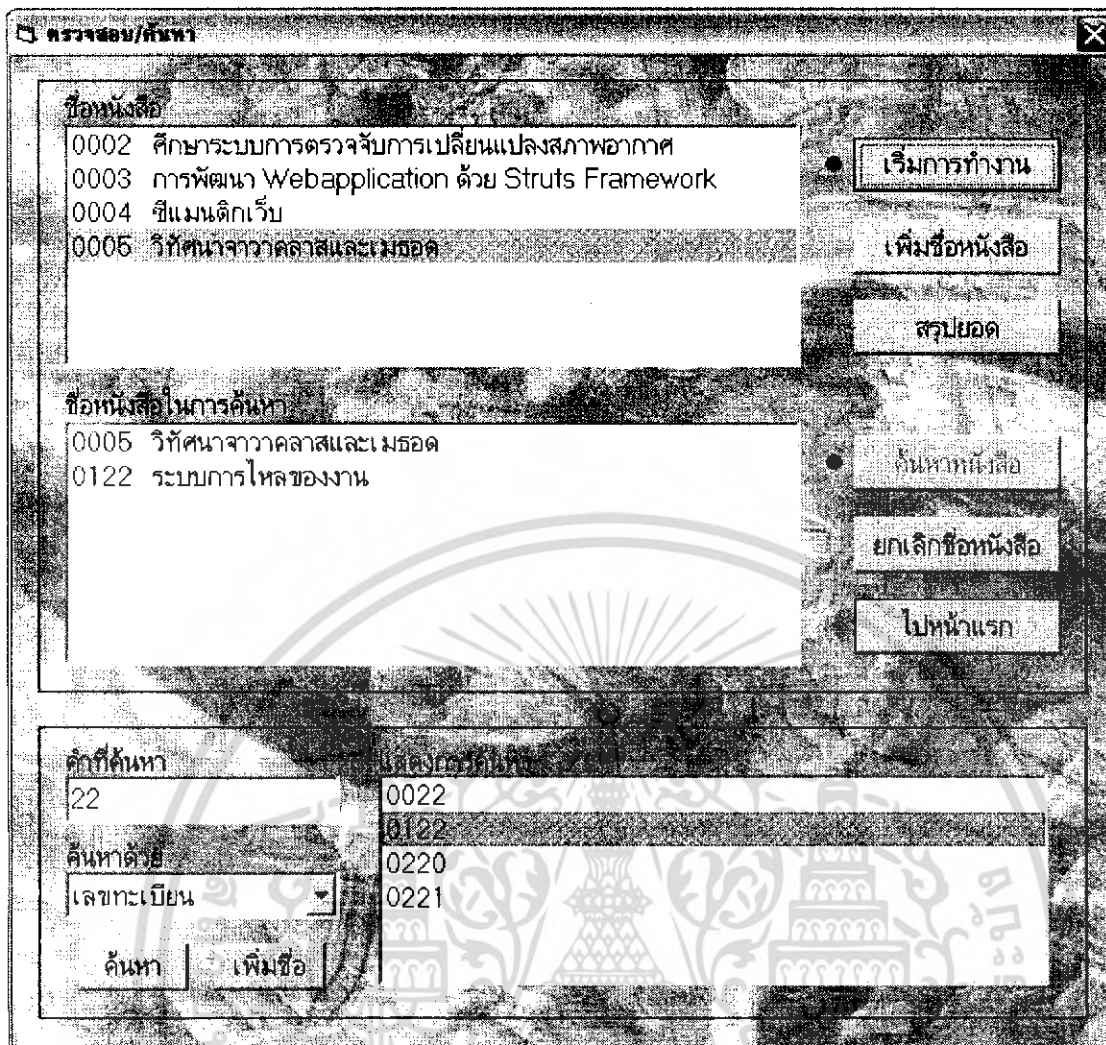 ตรวจสอบ/ค้นหา
ชื่อหนังสือ
0002 ศึกษาระบบการตรวจจับการเปลี่ยนแปลงสภาพอากาศ
0003 การพัฒนา Webapplication ด้วย Struts Framework
0004 ซีแมนติกเว็บ
0005 วิทัศนาจาวาคลาสและเมธอด
เริ่มการทำงาน
เพิ่มชื่อหนังสือ
สรุปยอด
ชื่อหนังสือในการค้นหา
0005 วิทัศนาจาวาคลาสและเมธอด
0122 ระบบการไหลของงาน
ค้นหาหนังสือ
ยกเลิกชื่อหนังสือ
ไปหน้าแรก
คำที่ค้นหา
22
ค้นหาด้วย
เลขทะเบียน
ค้นหา
เพิ่มชื่อ
แสดงการค้นหา
0022
0122
0220
0221